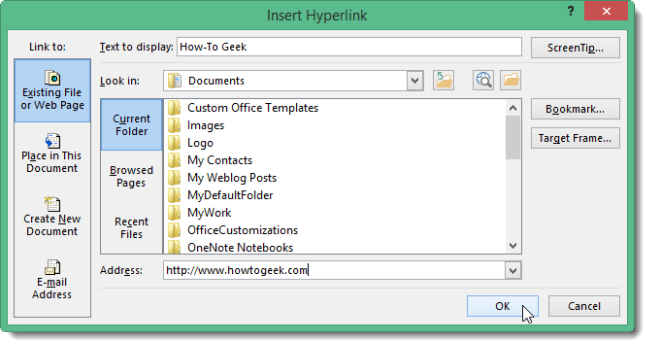 Insert Hyperlink
?
Link to:
Text to display: How-To Geek
ScreenTip...
Existing File
or Web Page
Place in This
Document
Create New
Document
E-mail
Address
Look in: Documents
Current
Folder
Browsed
Pages
Recent
Files
Custom Office Templates
Images
Logo
My Contacts
My Weblog Posts
MyDefaultFolder
MyWork
OfficeCustomizations
OneNote Notebooks
Bookmark...
Target Frame...
Address: http://www.howtogeek.com
OK
Cancel